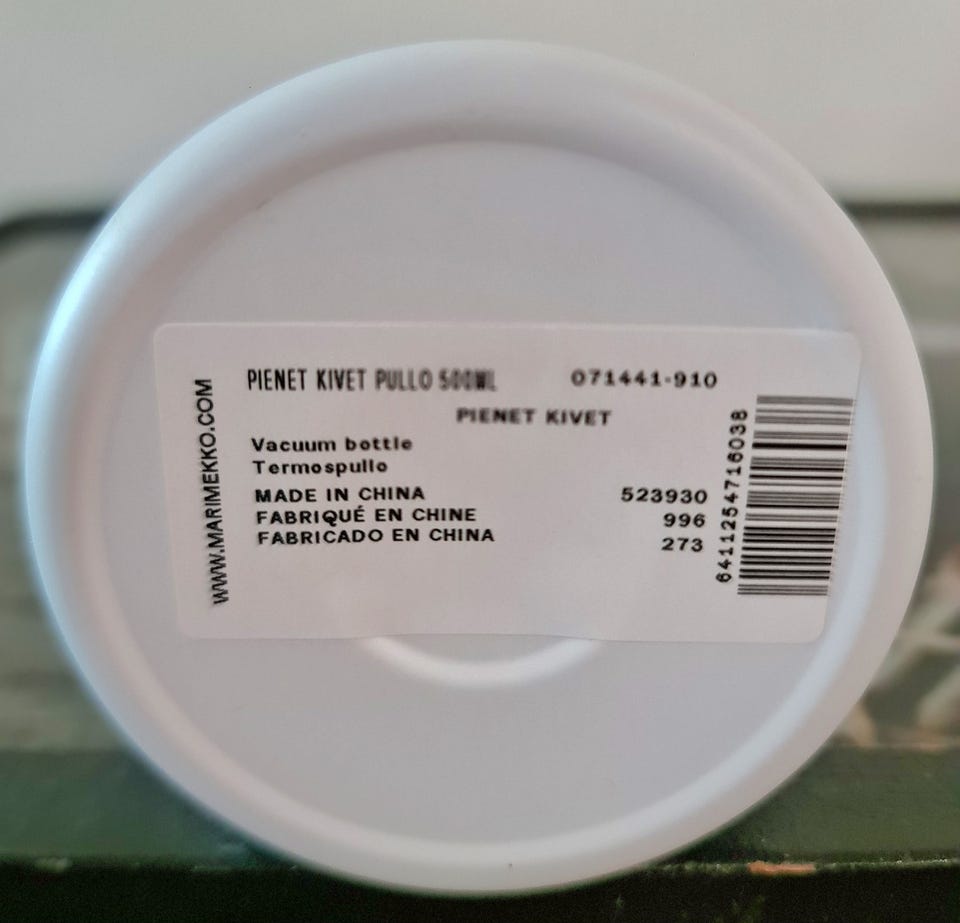 PIENET KIVET PULLO 500ML 071441-910
PIENET KIVET
Vacuum bottle
Termospullo
MADE IN CHINA 523930
FABRIQUÉ EN CHINE 996
FABRICADO EN CHINA 273
WWW.MARIMEKKO.COM
6411254716038